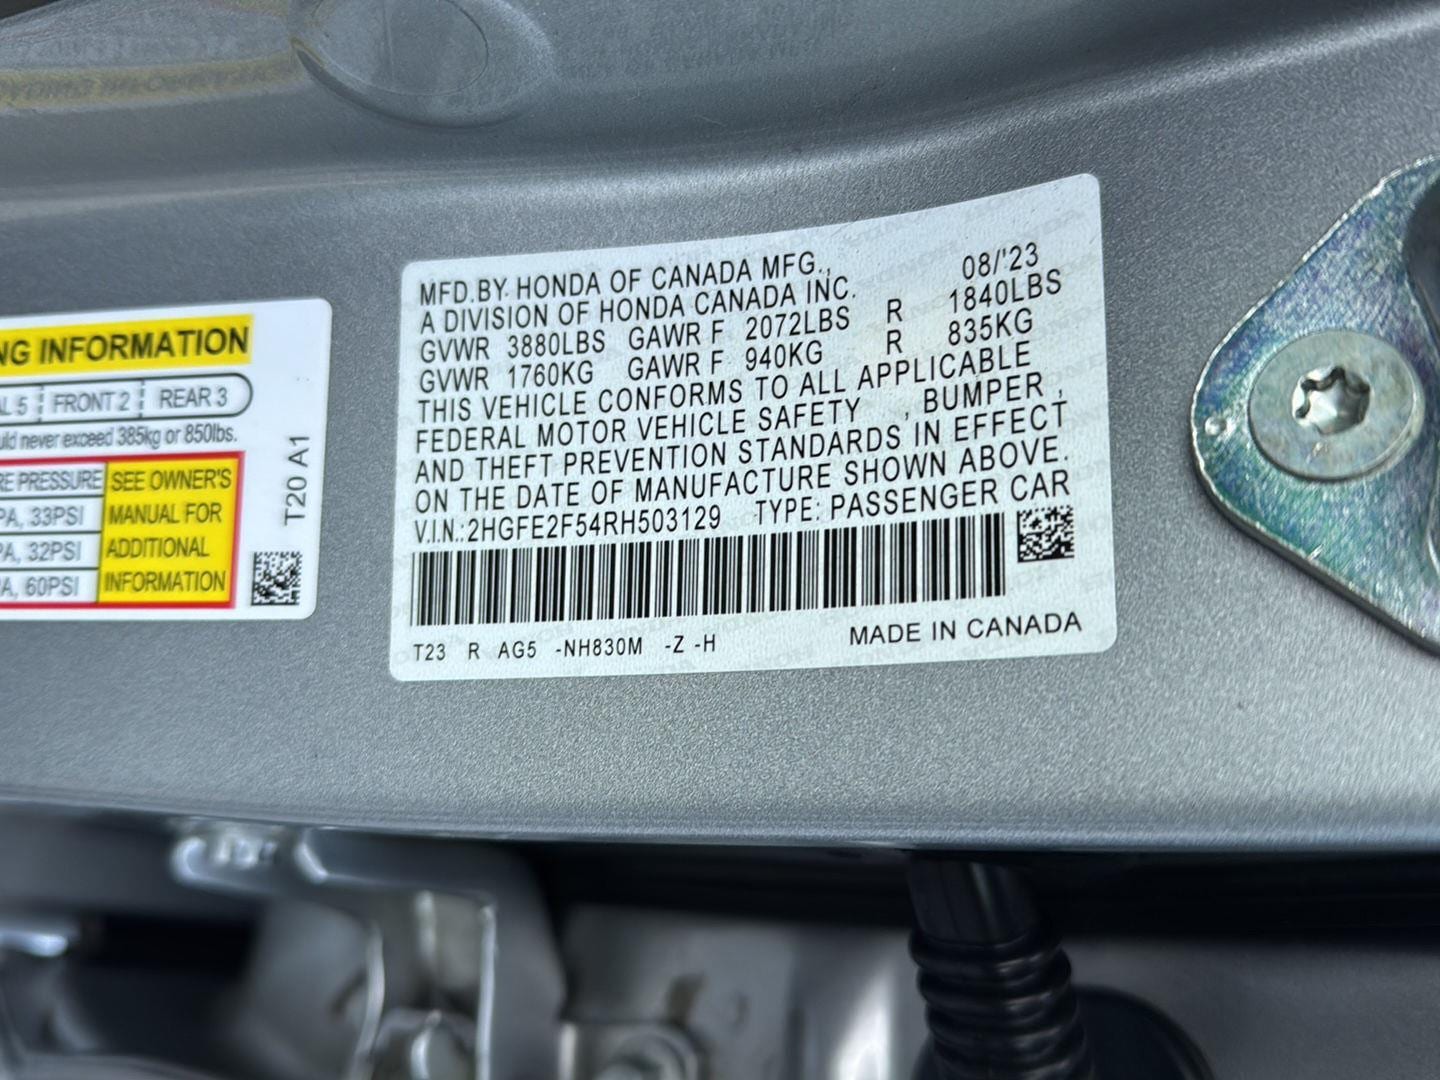 NG INFORMATION
AL 5 FRONT 2 REAR 3
uld never exceed 385kg or 850lbs.
RE PRESSURE
PA, 33PSI
PA, 32PSI
A, 60PSI
SEE OWNER'S
MANUAL FOR
ADDITIONAL
INFORMATION
T20 A1
MFD.BY HONDA OF CANADA MFG., 08/'23
A DIVISION OF HONDA CANADA INC.
GVWR 3880LBS GAWR F 2072LBS R 1840LBS
GVWR 1760KG GAWR F 940KG R 835KG
THIS VEHICLE CONFORMS TO ALL APPLICABLE
FEDERAL MOTOR VEHICLE SAFETY , BUMPER ,
AND THEFT PREVENTION STANDARDS IN EFFECT
ON THE DATE OF MANUFACTURE SHOWN ABOVE.
V.I.N.:2HGFE2F54RH503129 TYPE: PASSENGER CAR
T23 R AG5 -NH830M -Z -H MADE IN CANADA